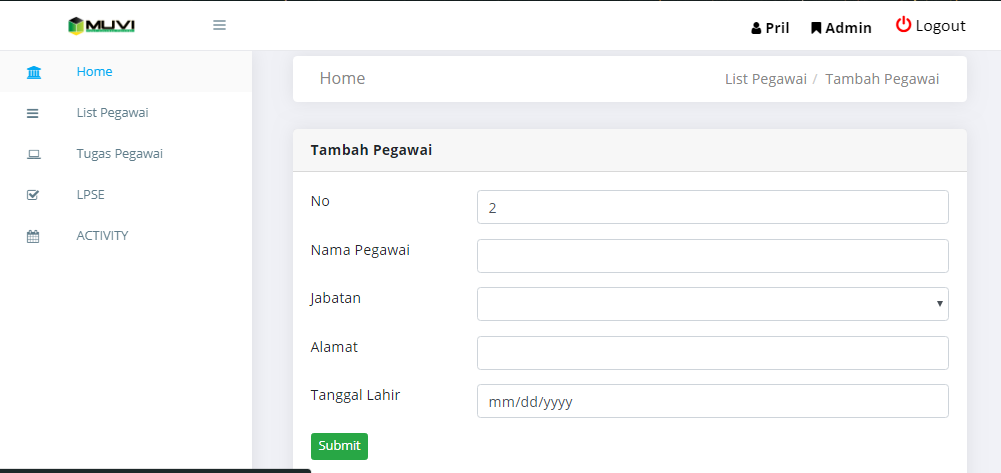 MUVI
Pril Admin Logout
Home
List Pegawai
Tugas Pegawai
LPSE
ACTIVITY
Home List Pegawai / Tambah Pegawai
Tambah Pegawai
No 2
Nama Pegawai
Jabatan
Alamat
Tanggal Lahir mm/dd/yyyy
Submit